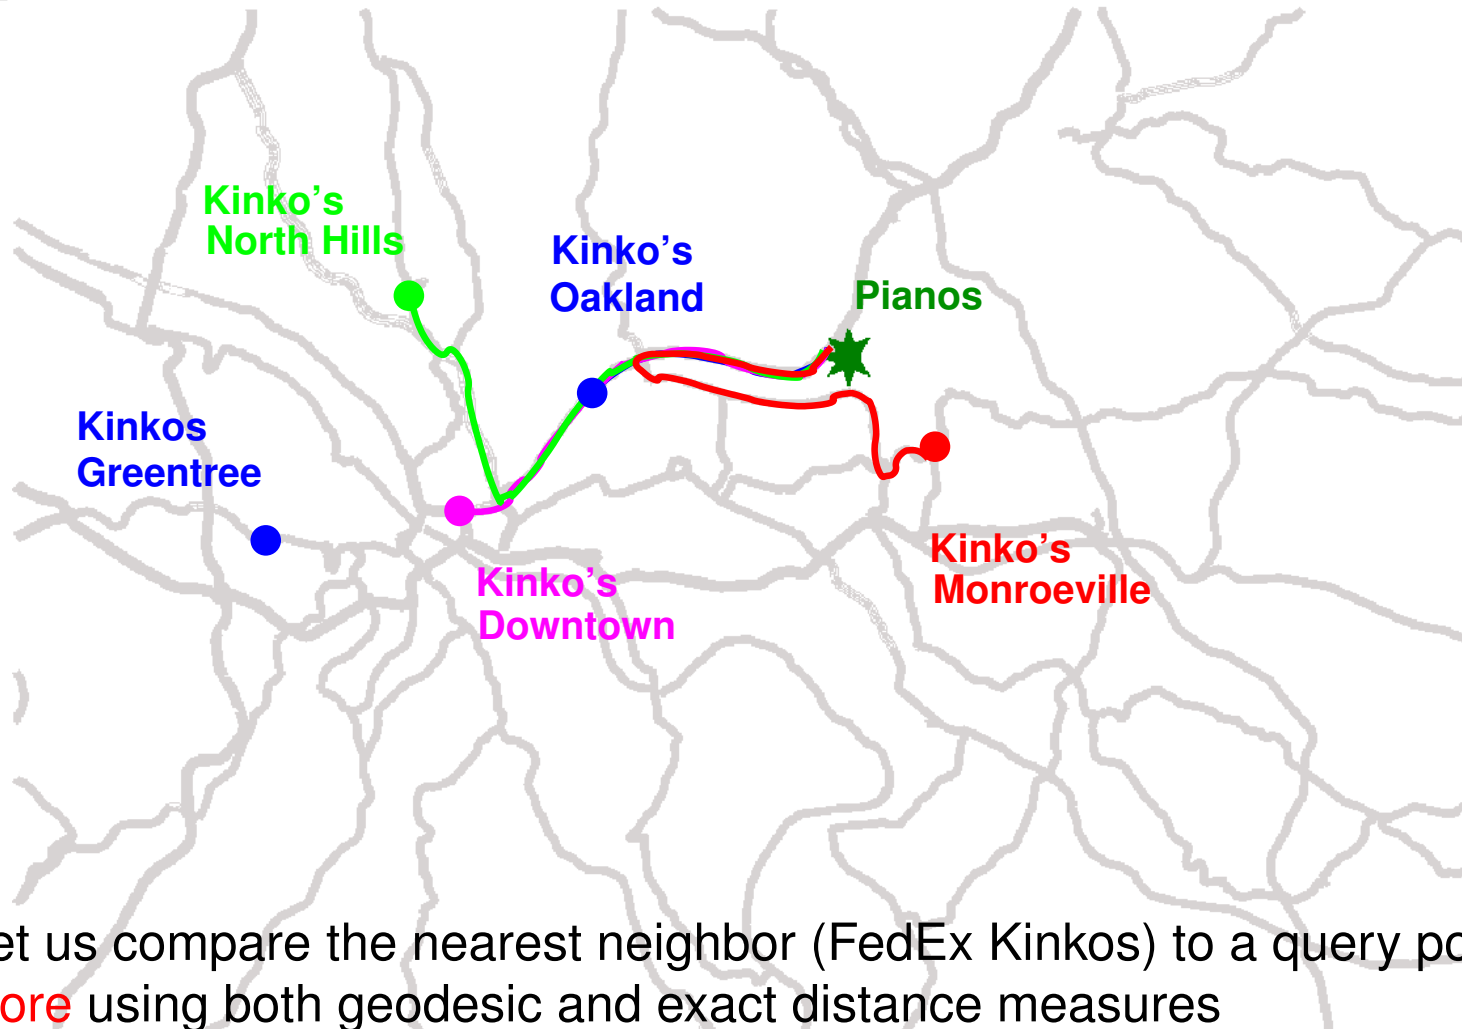 Kinko's
North Hills
Kinko's
Oakland
Pianos
Kinkos
Greentree
Kinko's
Monroeville
Kinko's
Downtown
et us compare the nearest neighbor (FedEx Kinkos) to a query po
ore using both geodesic and exact distance measures